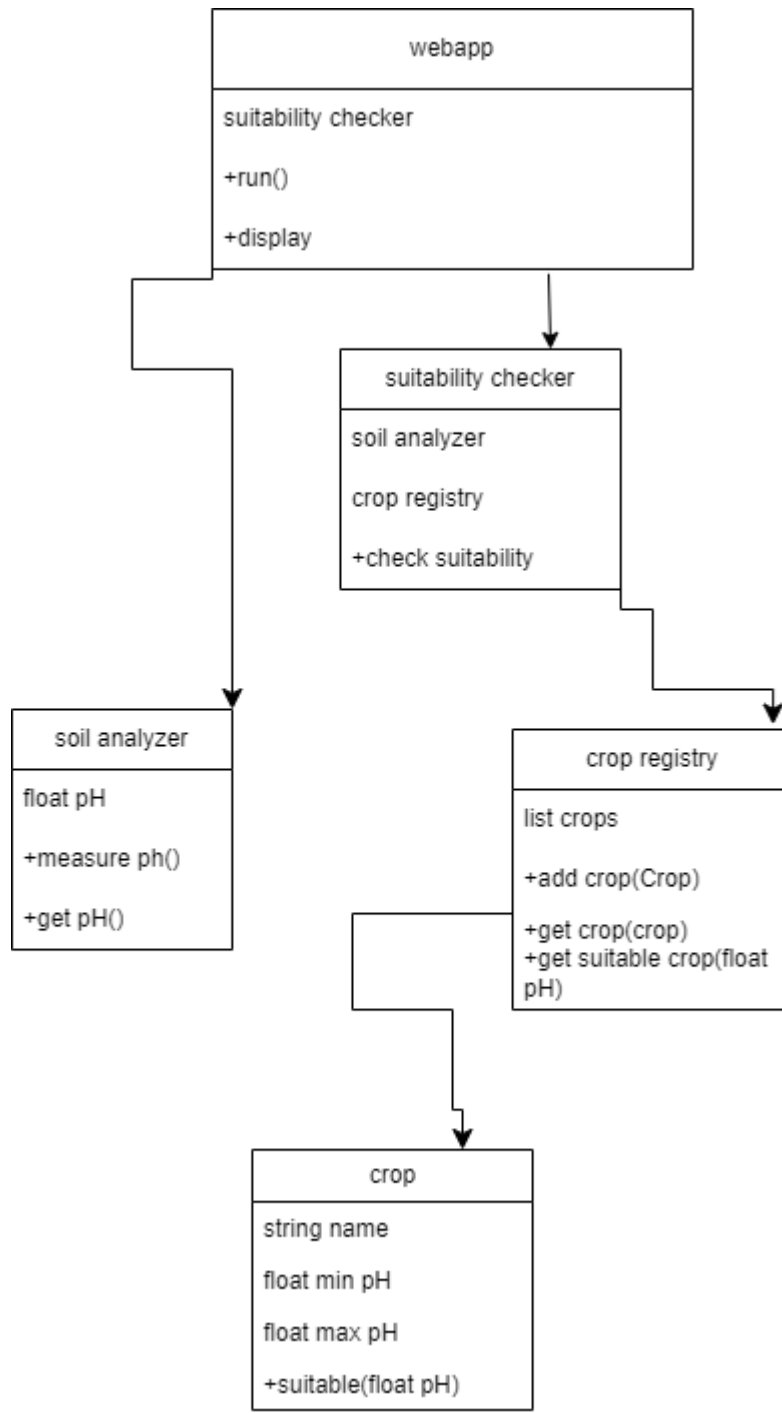 webapp
suitability checker
+run()
+display
suitability checker
soil analyzer
crop registry
+check suitability
soil analyzer
float pH
+measure ph()
+get pH()
crop registry
list crops
+add crop(Crop)
+get crop(crop)
+get suitable crop(float
pH)
crop
string name
float min pH
float max pH
+suitable(float pH)